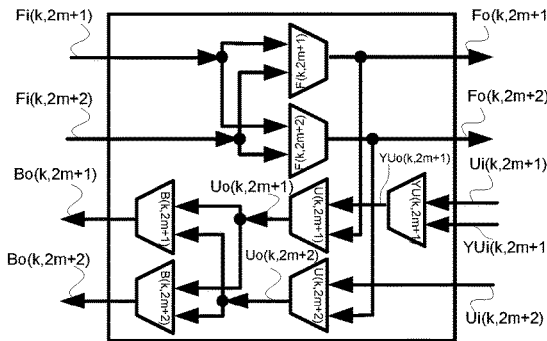 Fi(k,2m+1)
Fo(k,2m+1)
F(k,2m+1)
Fi(k,2m+2)
Fo(k,2m+2)
F(k,2m+2)
YUo(k,2m+1)
Ui(k,2m+1)
Bo(k,2m+1)
Uo(k,2m+1)
B(k,2m+1)
U(k,2m+1)
YU(k,2m+1
YUi(k,2m+1
Bo(k,2m+2)
Uo(k,2m+2)
B(k,2m+2)
U(k,2m+2)
Ui(k,2m+2)